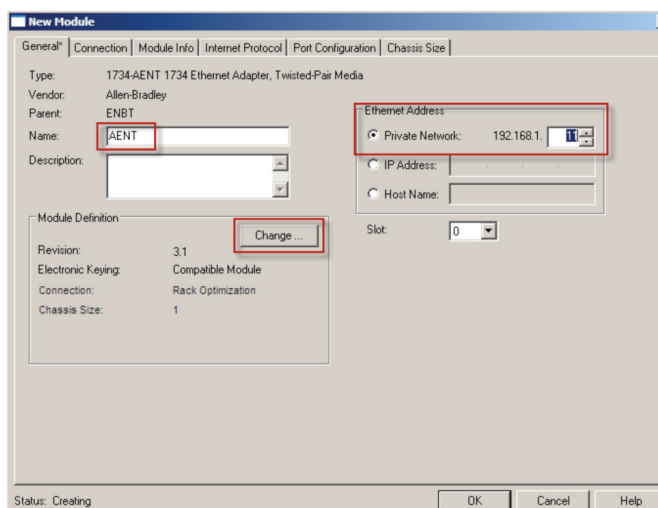 New Module
General* Connection Module Info Internet Protocol Port Configuration Chassis Size
Type: 1734-AENT 1734 Ethernet Adapter, Twisted-Pair Media
Vendor: Allen-Bradley
Parent: ENBT
Name: AENT
Description:
Ethernet Address
Private Network: 192.168.1. 11
IP Address: . . .
Host Name:
Module Definition
Change ...
Slot: 0
Revision: 3.1
Electronic Keying: Compatible Module
Connection: Rack Optimization
Chassis Size: 1
Status: Creating
OK Cancel Help